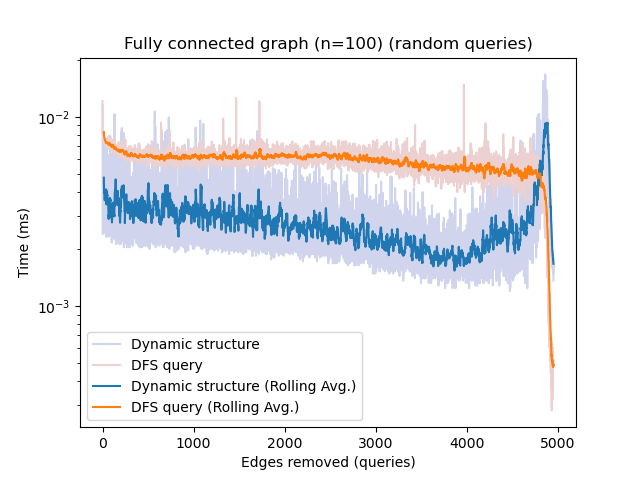 Fully connected graph (n=100) (random queries)
10⁻²
10⁻³
Time (ms)
Dynamic structure
DFS query
Dynamic structure (Rolling Avg.)
DFS query (Rolling Avg.)
0 1000 2000 3000 4000 5000
Edges removed (queries)